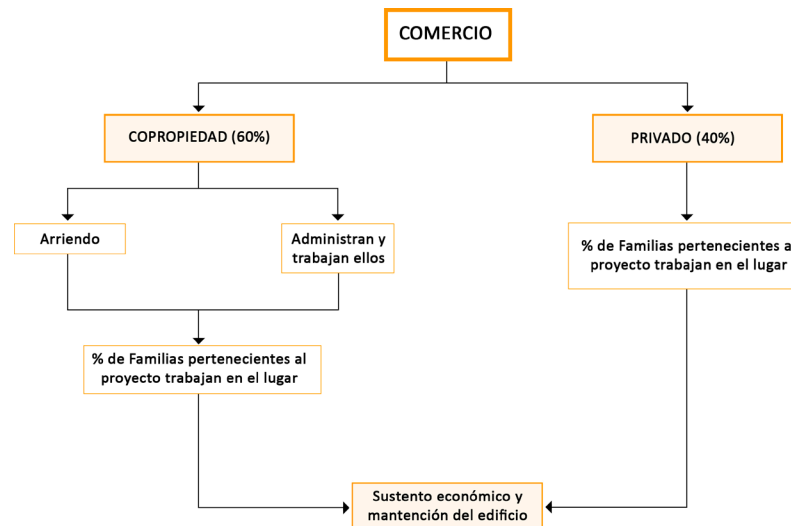 COMERCIO
COPROPIEDAD (60%)
PRIVADO (40%)
Arriendo
Administran y
trabajan ellos
% de Familias pertenecientes a
proyecto trabajan en el lugar
% de Familias pertenecientes al
proyecto trabajan en el lugar
Sustento económico y
mantención del edificio